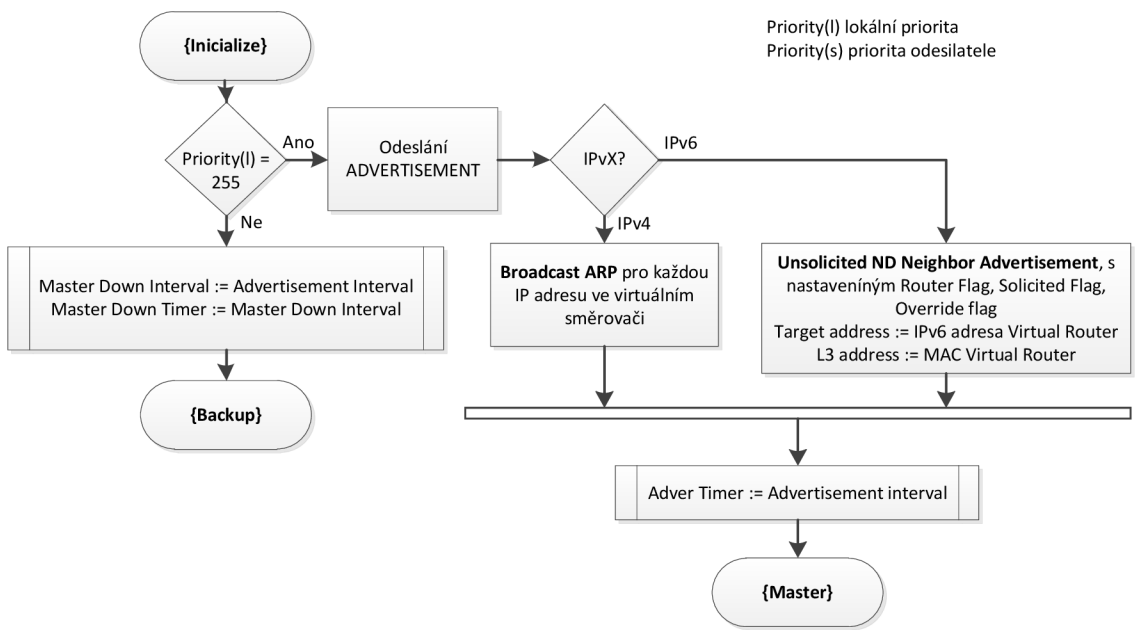 {Inicialize}
Priority(l) lokální priorita
Priority(s) priorita odesilatele
Priority(l) =
255
Ano
Odeslání
ADVERTISEMENT
IPvX?
IPv6
Ne
IPv4
Master Down Interval := Advertisement Interval
Master Down Timer := Master Down Interval
Broadcast ARP pro každou
IP adresu ve virtuálním
směrovači
Unsolicited ND Neighbor Advertisement, s
nastaveníným Router Flag, Solicited Flag,
Override flag
Target address := IPv6 adresa Virtual Router
L3 address := MAC Virtual Router
{Backup}
Adver Timer := Advertisement interval
{Master}